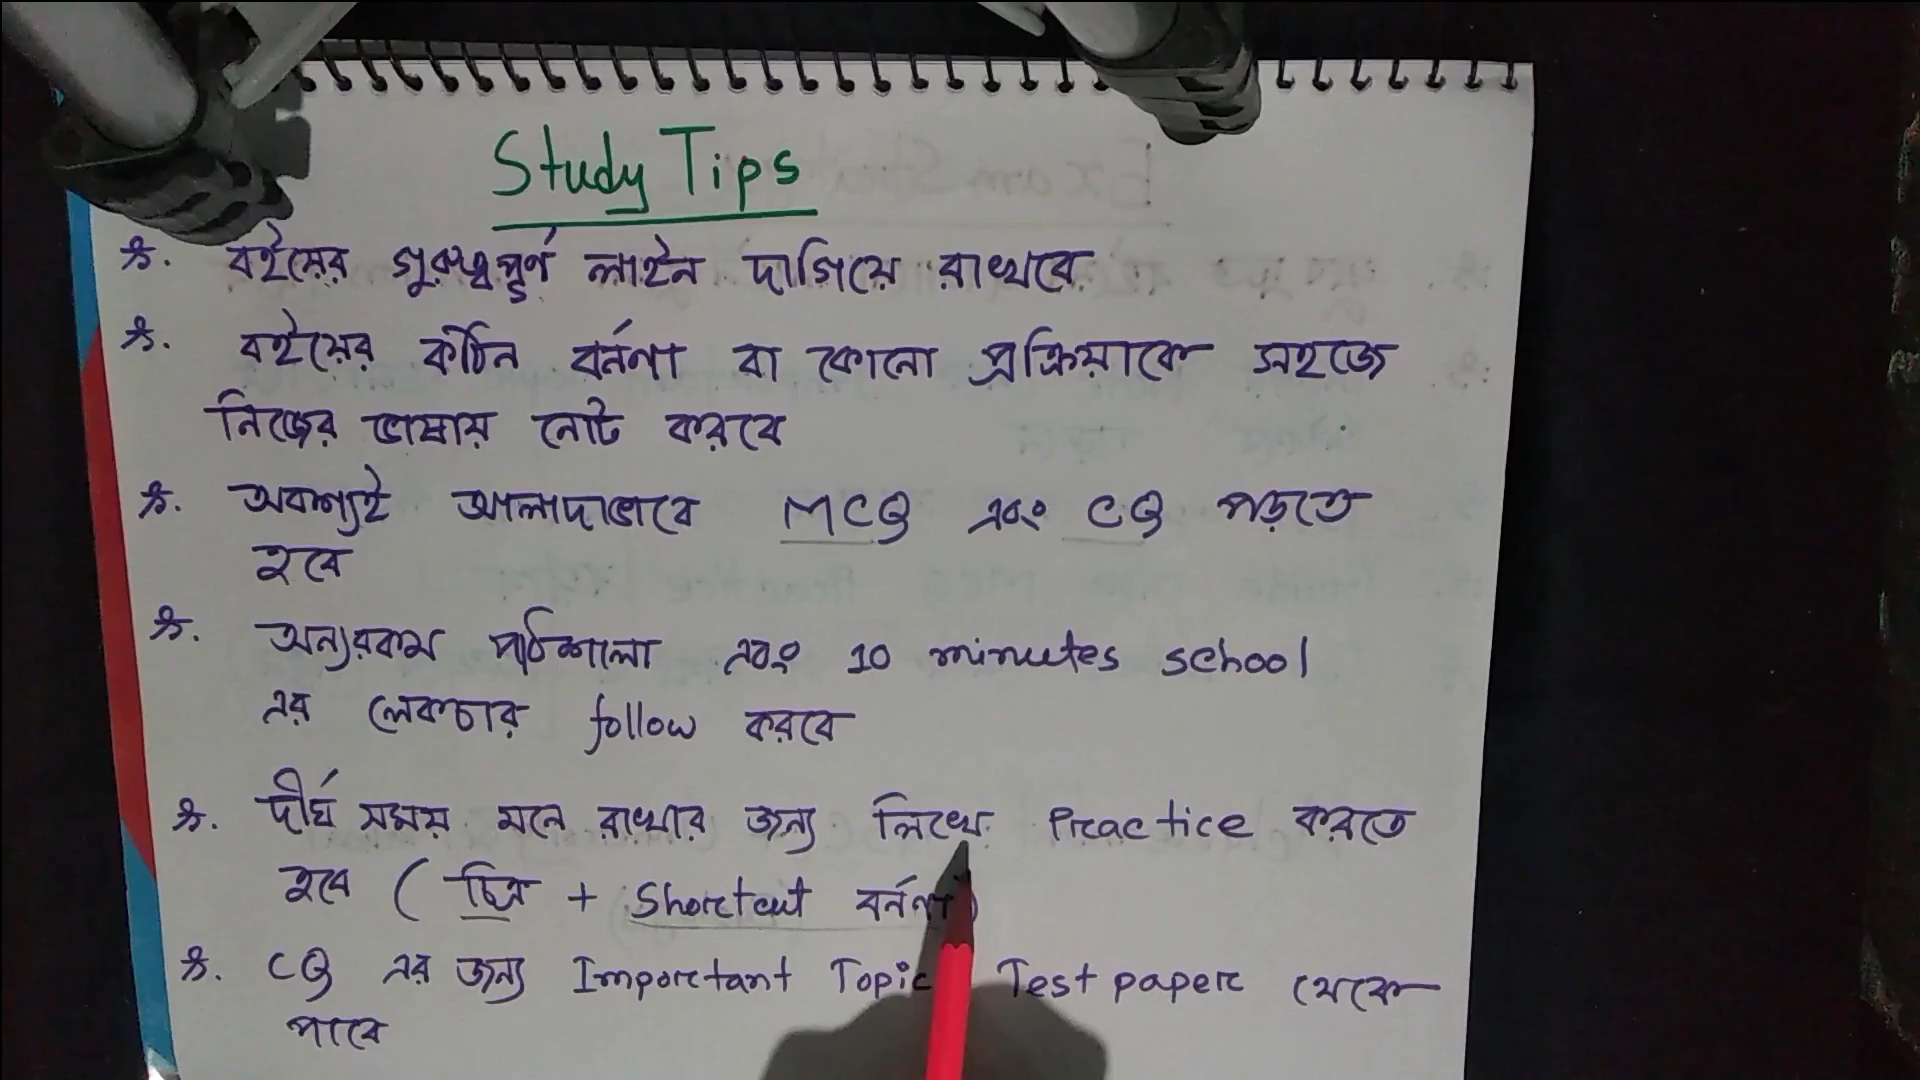 Study Tips
* বইয়ের গুরুত্বপূর্ণ লাইন দাগিয়ে রাখবে
* বইয়ের কঠিন বর্ননা বা কোনো প্রক্রিয়াকে সহজে
নিজের ভাষায় নোট করবে
* অবশ্যই আলাদাভাবে MCQ এবং CQ পড়তে
হবে
* অন্যরকম পাঠশালা এবং 10 minutes school
এর লেকচার follow করবে
* দীর্ঘ সময় মনে রাখার জন্য লিখে Practice করতে
হবে ( চিত্র + Shortcut বর্ননা)
* CQ এর জন্য Important Topic Test paper থেকে
পাবে